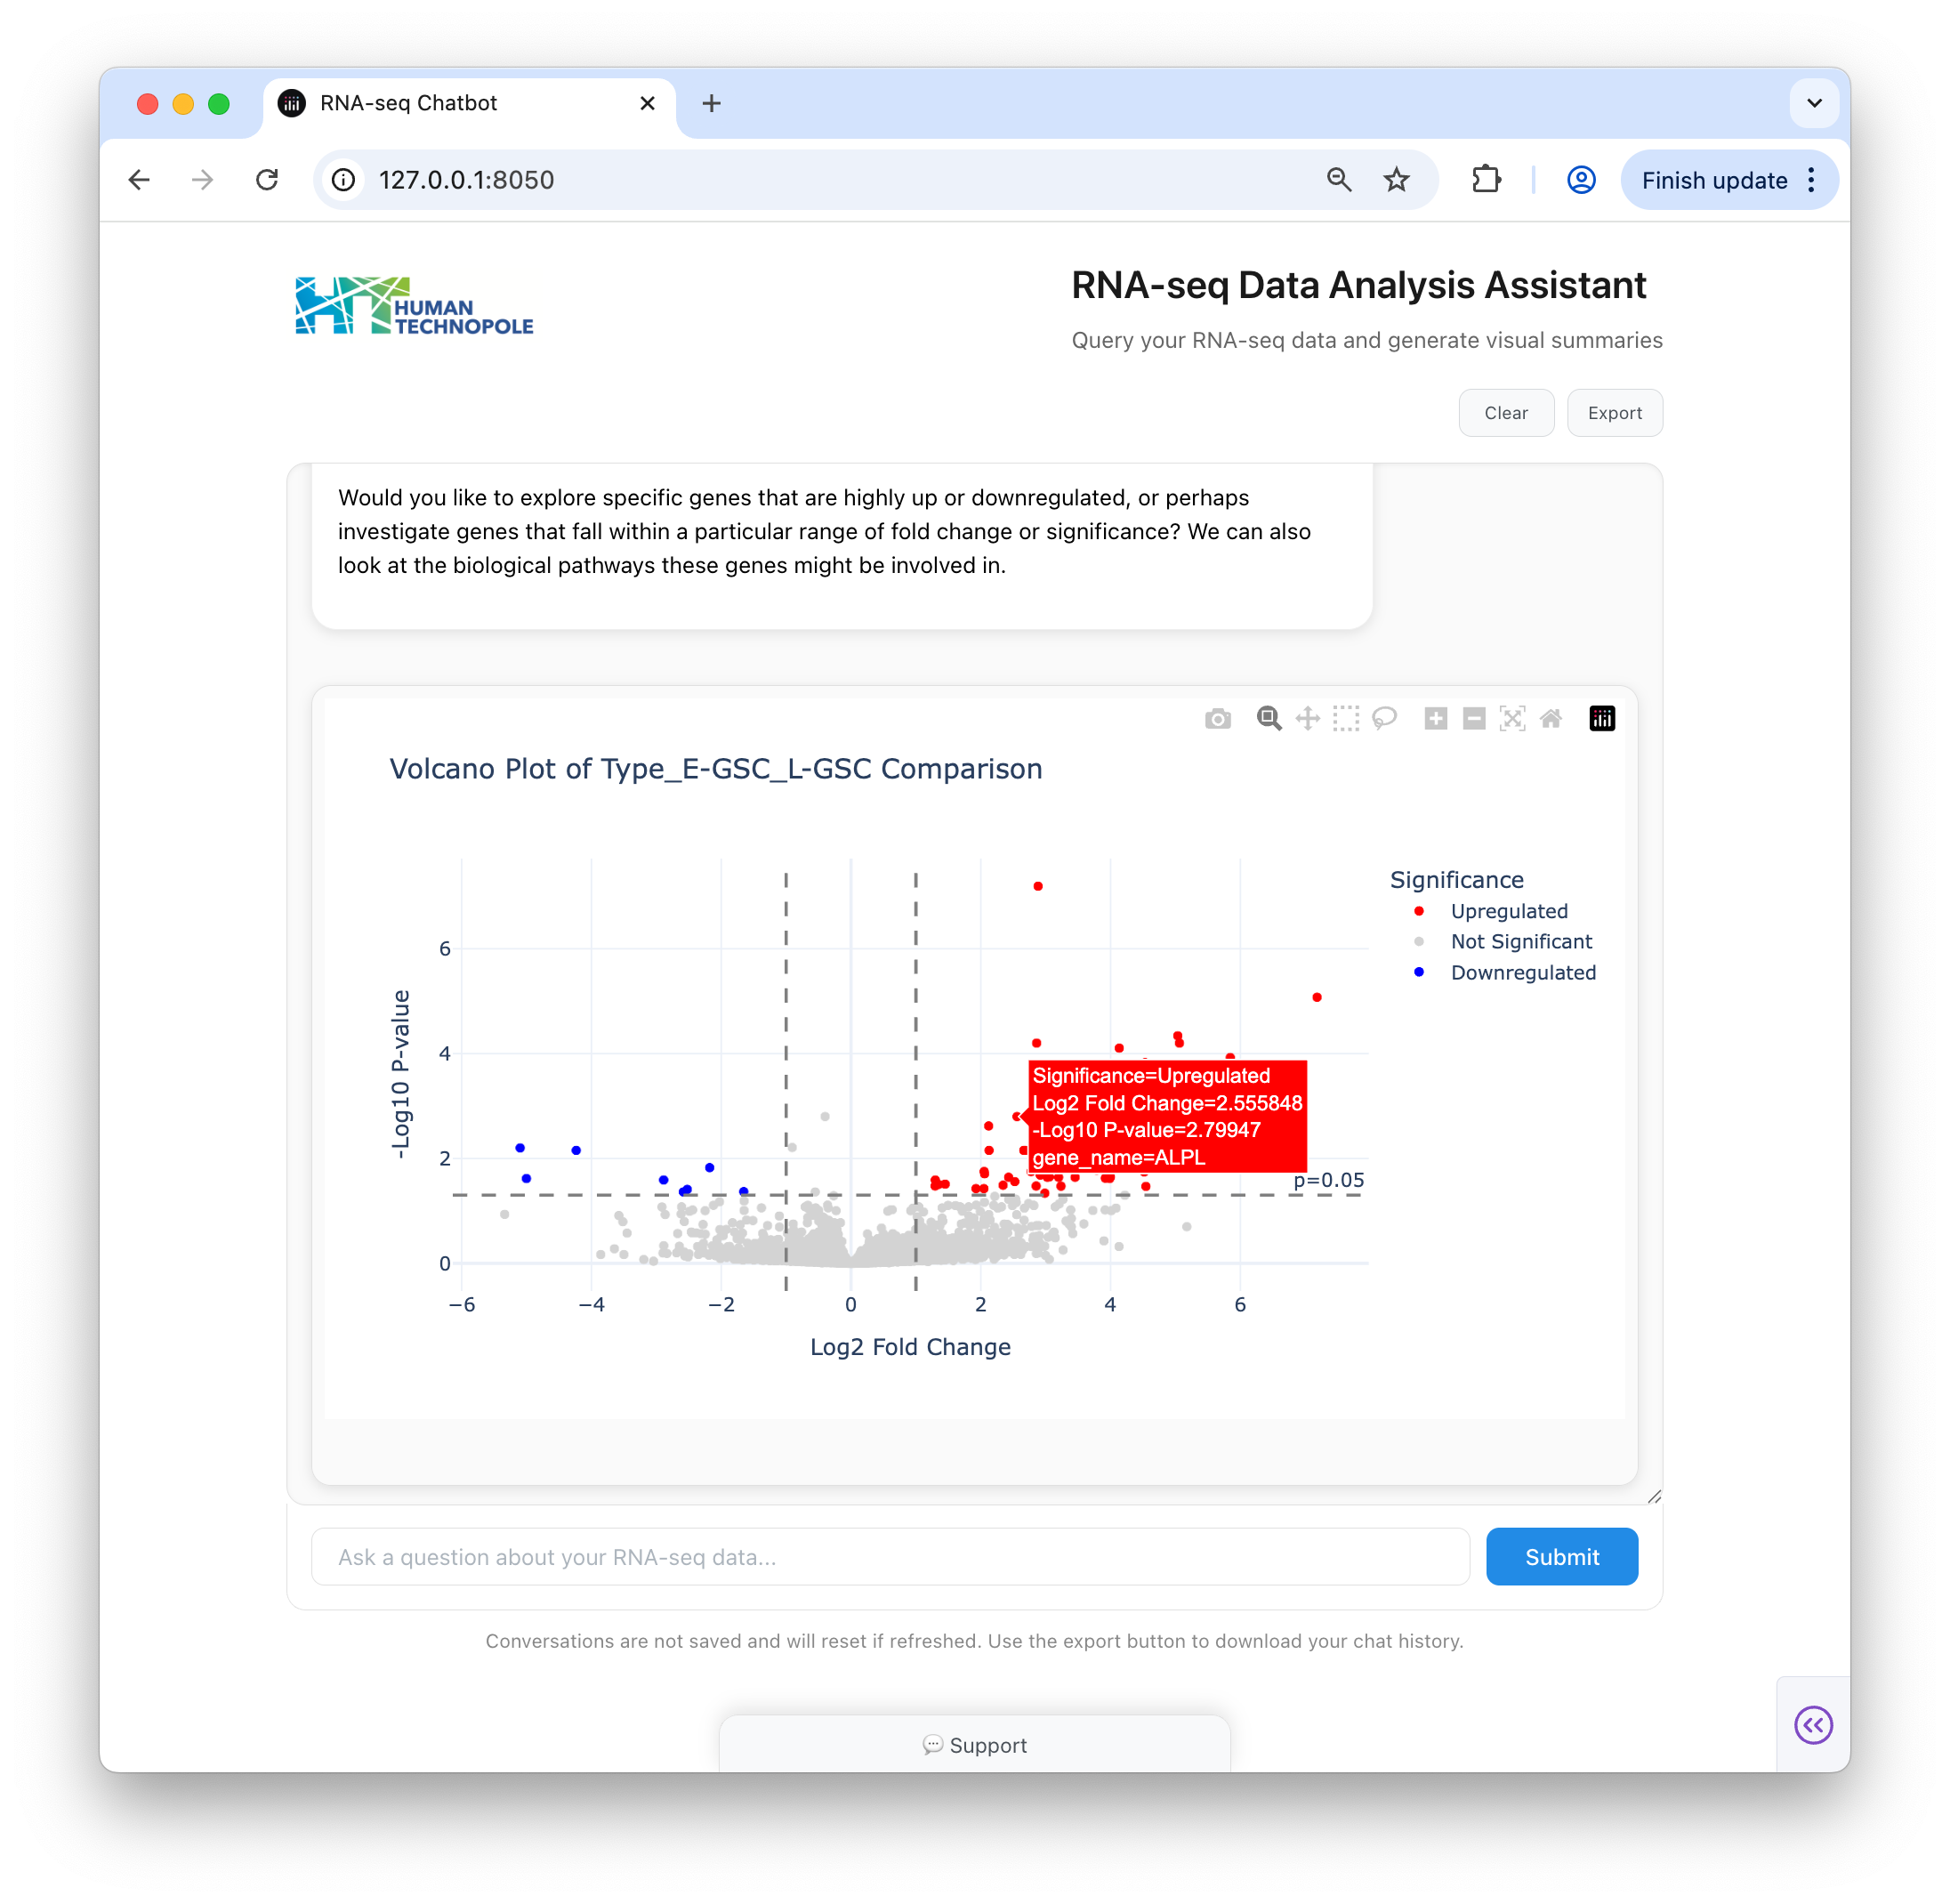 RNA-seq Chatbot
127.0.0.1:8050
Finish update
HUMAN
TECHNOPOLE
RNA-seq Data Analysis Assistant
Query your RNA-seq data and generate visual summaries
Clear
Export
Would you like to explore specific genes that are highly up or downregulated, or perhaps
investigate genes that fall within a particular range of fold change or significance? We can also
look at the biological pathways these genes might be involved in.
Volcano Plot of Type_E-GSC_L-GSC Comparison
Significance
Upregulated
Not Significant
Downregulated
-Log10 P-value
6
4
2
0
Significance=Upregulated
Log2 Fold Change=2.555848
-Log10 P-value=2.79947
gene_name=ALPL
p=0.05
−6
−4
−2
0
2
4
6
Log2 Fold Change
Ask a question about your RNA-seq data...
Submit
Conversations are not saved and will reset if refreshed. Use the export button to download your chat history.
Support